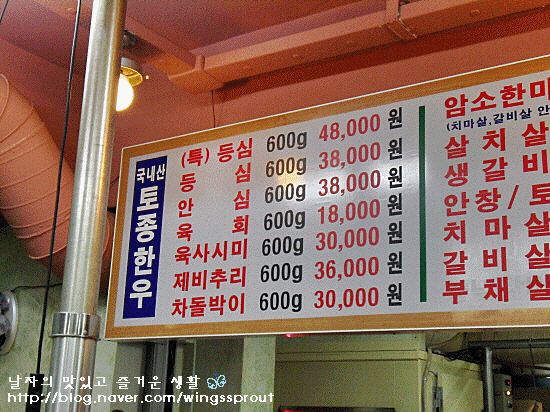 국내산 토종한우
(특) 등심 600g 48,000 원
등 심 600g 38,000 원
안 심 600g 38,000 원
육 회 600g 18,000 원
육사시미 600g 30,000 원
제비추리 600g 36,000 원
차돌박이 600g 30,000 원
암소한마
(치마살,갈비살 안
살치살
생갈비
안창/토
치마살
갈비살
부채살
날자의 맛있고 즐거운 생활
http://blog.naver.com/wingssprout